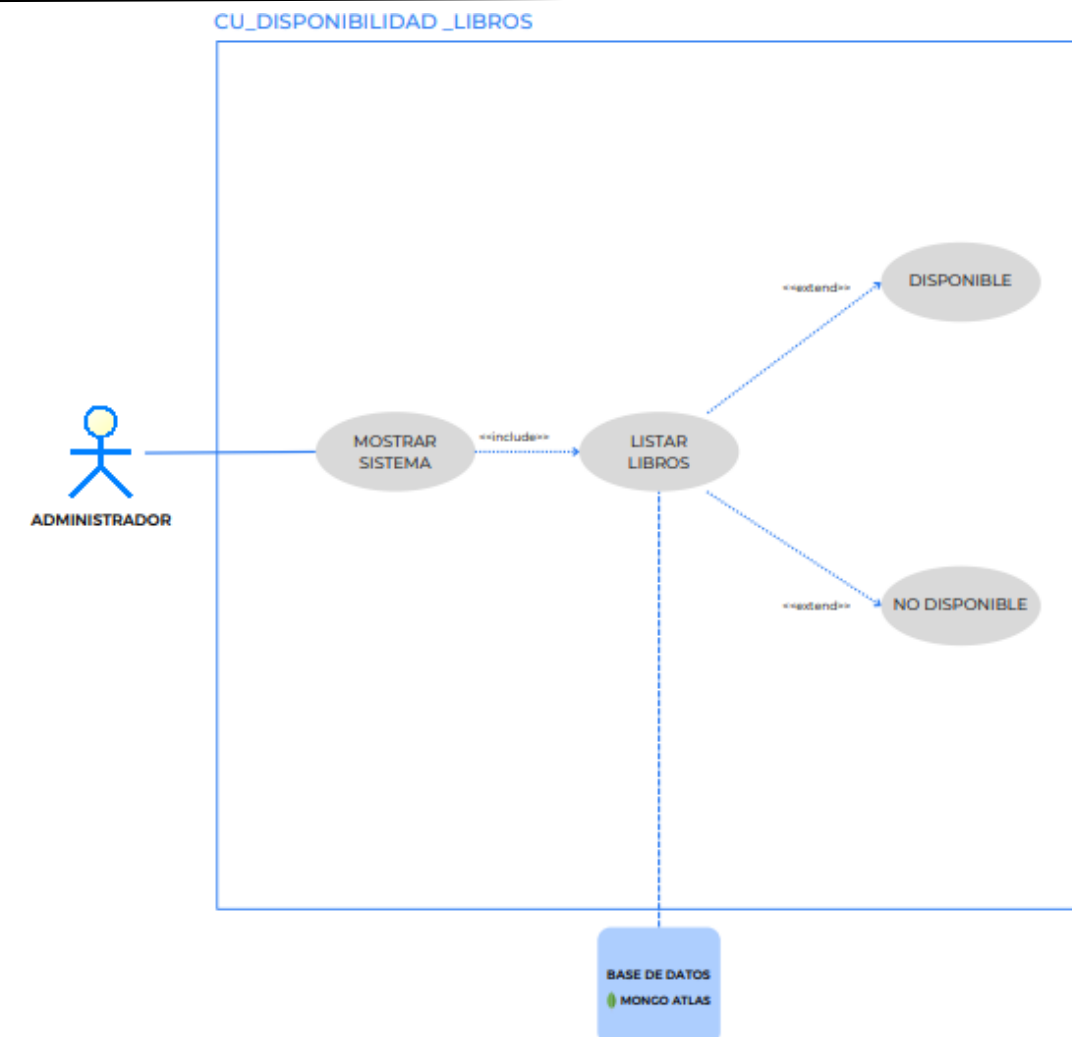 CU_DISPONIBILIDAD _LIBROS
<<extend>>
DISPONIBLE
MOSTRAR
SISTEMA
<<include>>
LISTAR
LIBROS
ADMINISTRADOR
<<extend>>
NO DISPONIBLE
BASE DE DATOS
MONGO ATLAS